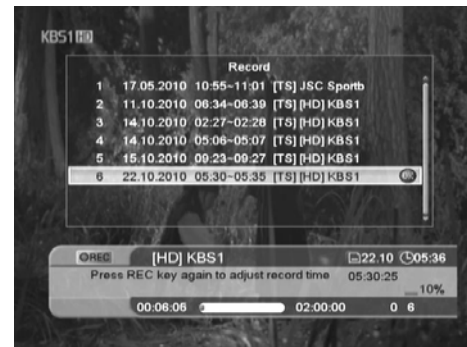 KBS1 HD
Record
1 17.05.2010 10:55~11:01 [TS] JSC Sportb
2 11.10.2010 06:34~06:39 [TS] [HD] KBS1
3 14.10.2010 02:27~02:28 [TS] [HD] KBS1
4 14.10.2010 05:06~05:07 [TS] [HD] KBS1
5 15.10.2010 09:23~09:27 [TS] [HD] KBS1
6 22.10.2010 05:30~05:35 [TS] [HD] KBS1 OK
REC [HD] KBS1 22.10 05:36
Press REC key again to adjust record time 05:30:25
10%
00:06:05 02:00:00 0 6